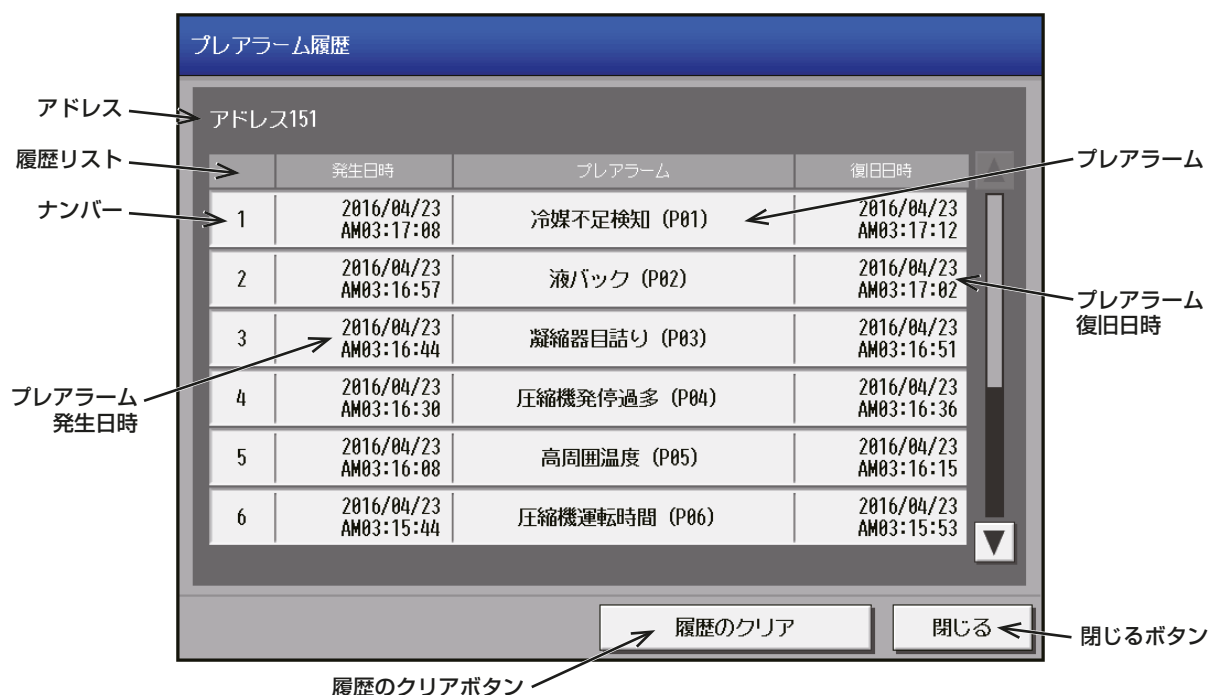 プレアラーム履歴
アドレス
アドレス151
履歴リスト
発生日時 プレアラーム 復旧日時
プレアラーム
ナンバー
1 2016/04/23 AM03:17:08 冷媒不足検知 (P01) 2016/04/23 AM03:17:12
2 2016/04/23 AM03:16:57 液バック (P02) 2016/04/23 AM03:17:02
プレアラーム
復旧日時
3 2016/04/23 AM03:16:44 凝縮器目詰り (P03) 2016/04/23 AM03:16:51
プレアラーム
発生日時
4 2016/04/23 AM03:16:30 圧縮機発停過多 (P04) 2016/04/23 AM03:16:36
5 2016/04/23 AM03:16:08 高周囲温度 (P05) 2016/04/23 AM03:16:15
6 2016/04/23 AM03:15:44 圧縮機運転時間 (P06) 2016/04/23 AM03:15:53
履歴のクリア
閉じる
閉じるボタン
履歴のクリアボタン